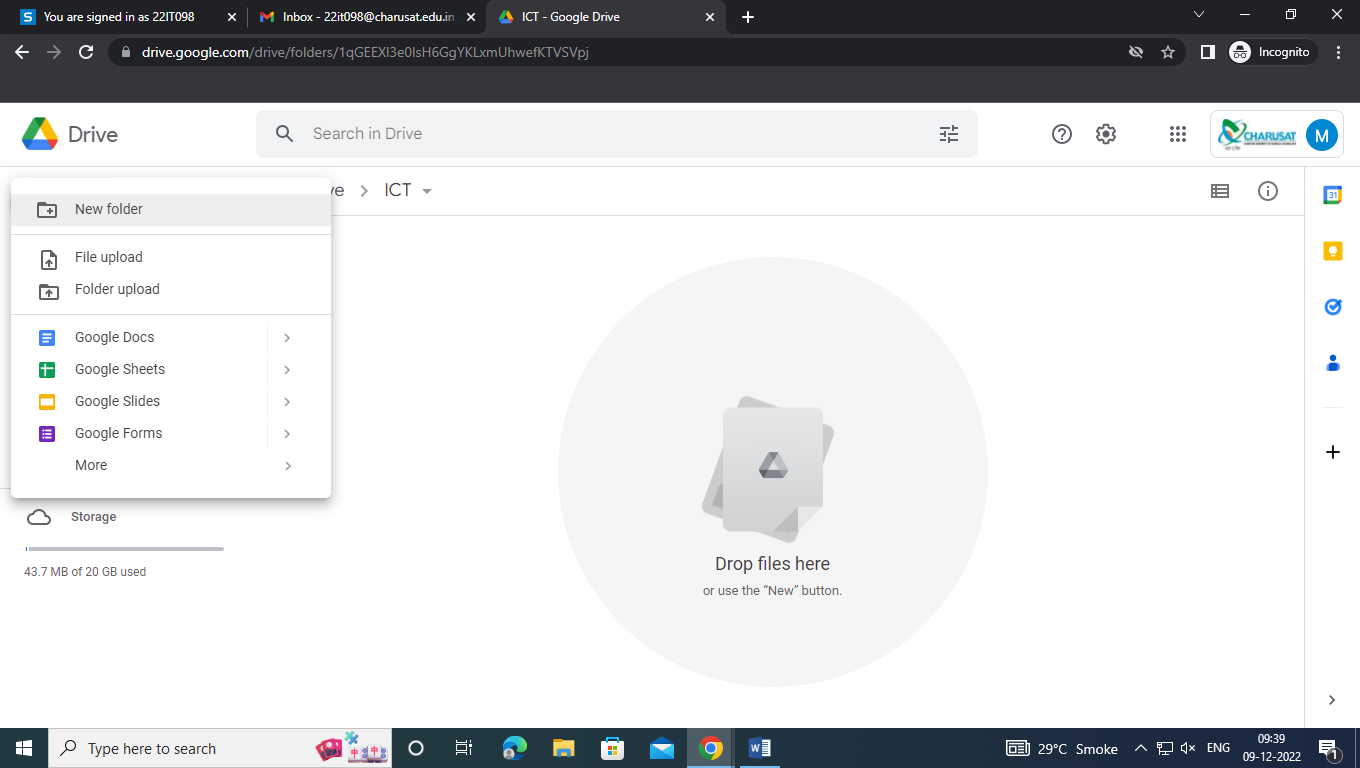 You are signed in as 22IT098
Inbox - 22it098@charusat.edu.in
ICT - Google Drive
drive.google.com/drive/folders/1qGEEXI3e0lsH6GgYKLxmUhwefKTVSVpj
Incognito
Drive
Search in Drive
CHARUSAT
M
ve > ICT
New folder
File upload
Folder upload
Google Docs
Google Sheets
Google Slides
Google Forms
More
Storage
43.7 MB of 20 GB used
31
Drop files here
or use the “New” button.
Type here to search
29°C Smoke
ENG
09:39
09-12-2022
1